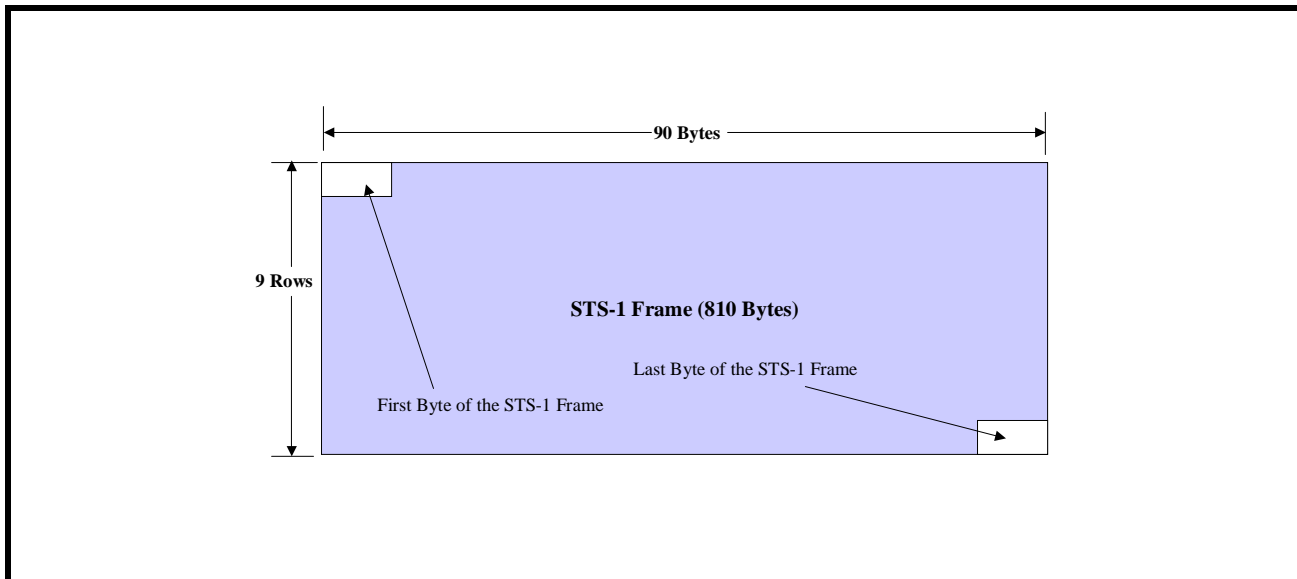 90 Bytes
9 Rows
STS-1 Frame (810 Bytes)
Last Byte of the STS-1 Frame
First Byte of the STS-1 Frame